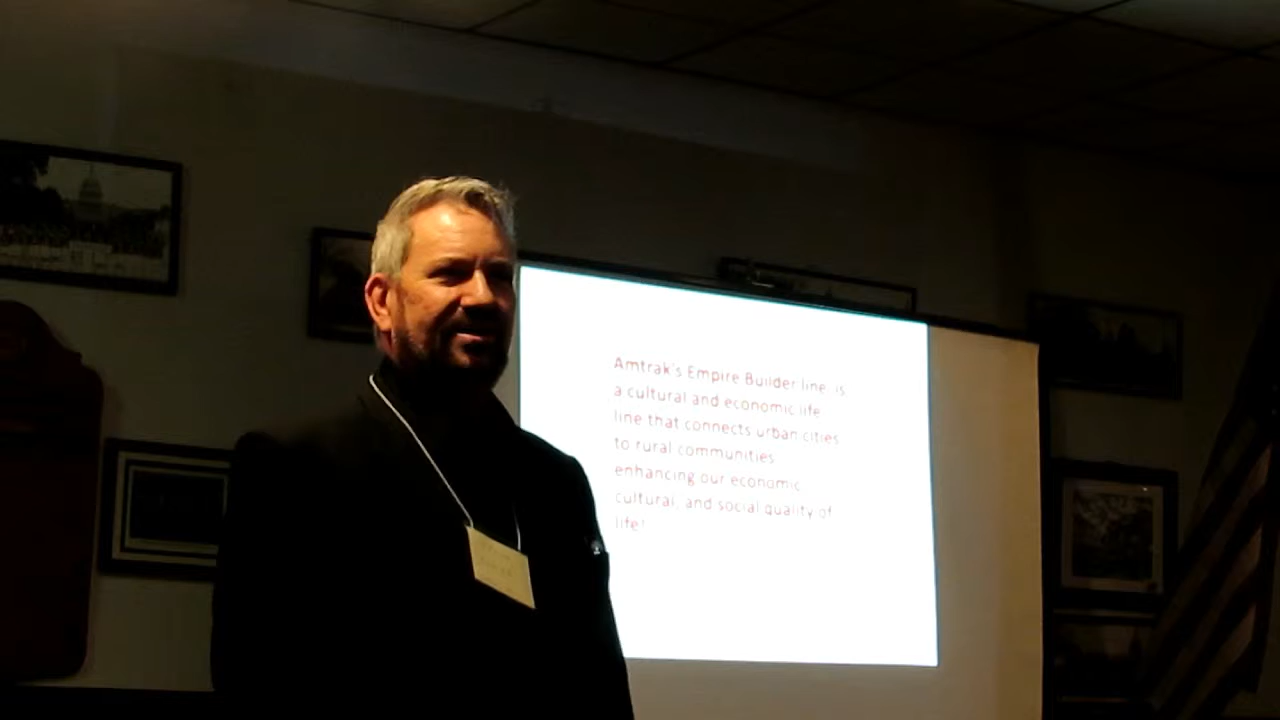 Amtrak's Empire Builder line, is
a cultural and economic life
line that connects urban cities
to rural communities
enhancing our economic
cultural, and social quality of
life!